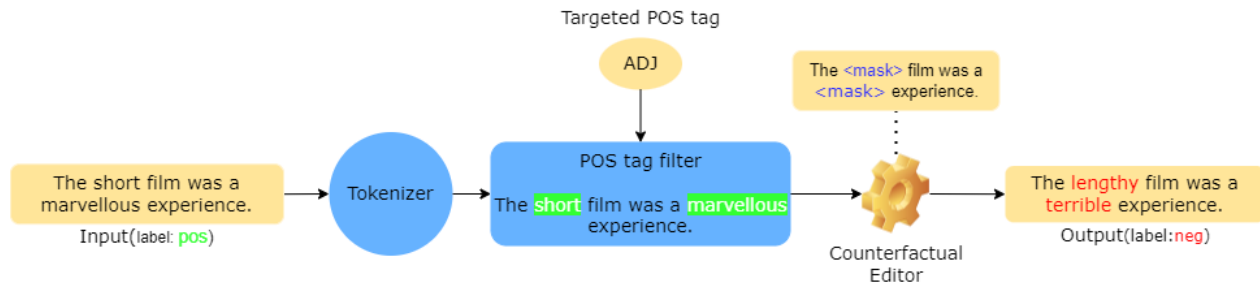 Targeted POS tag
ADJ
The <mask> film was a
<mask> experience.
The short film was a
marvellous experience.
Input(label: pos)
Tokenizer
POS tag filter
The short film was a marvellous
experience.
Counterfactual
Editor
The lengthy film was a
terrible experience.
Output(label:neg)